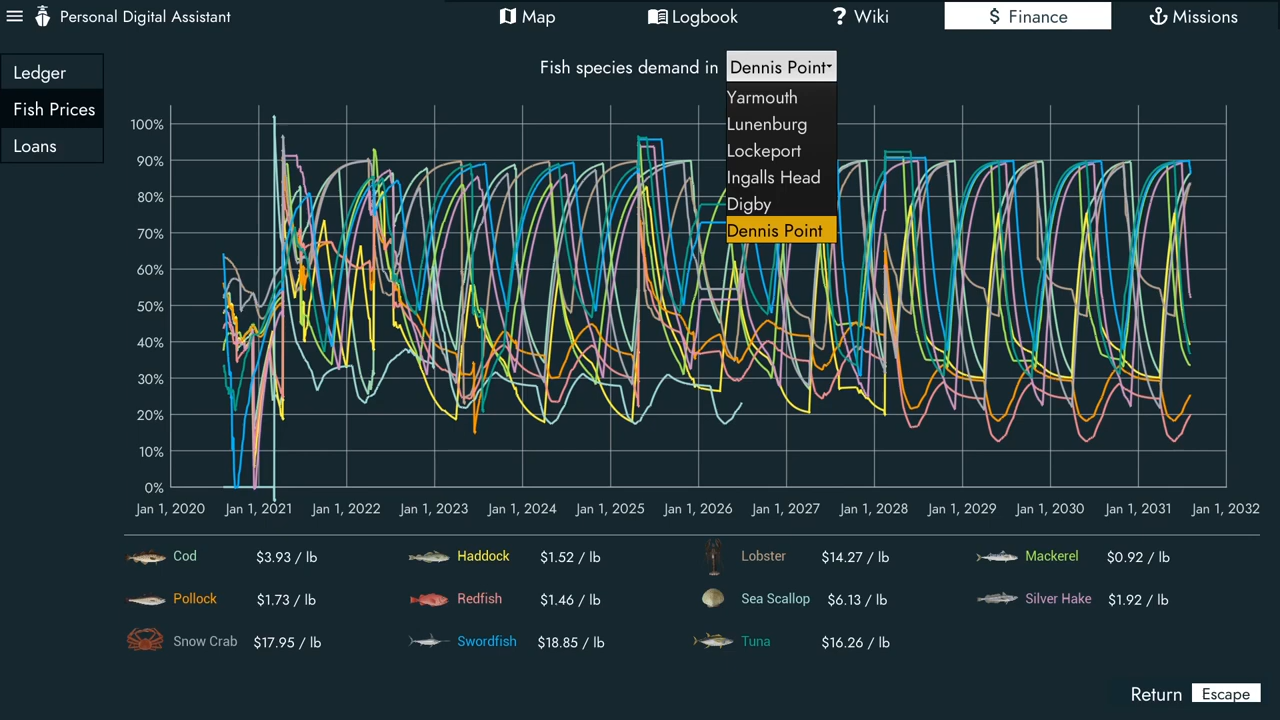 Personal Digital Assistant
Map
Logbook
? Wiki
$ Finance
Missions
Ledger
Fish Prices
Loans
Fish species demand in Dennis Point
Yarmouth
Lunenburg
Lockeport
Ingalls Head
Digby
Dennis Point
100%
90%
80%
70%
60%
50%
40%
30%
20%
10%
0%
Jan 1, 2020 Jan 1, 2021 Jan 1, 2022 Jan 1, 2023 Jan 1, 2024 Jan 1, 2025 Jan 1, 2026 Jan 1, 2027 Jan 1, 2028 Jan 1, 2029 Jan 1, 2030 Jan 1, 2031 Jan 1, 2032
Cod $3.93 / lb Haddock $1.52 / lb Lobster $14.27 / lb Mackerel $0.92 / lb
Pollock $1.73 / lb Redfish $1.46 / lb Sea Scallop $6.13 / lb Silver Hake $1.92 / lb
Snow Crab $17.95 / lb Swordfish $18.85 / lb Tuna $16.26 / lb
Return Escape